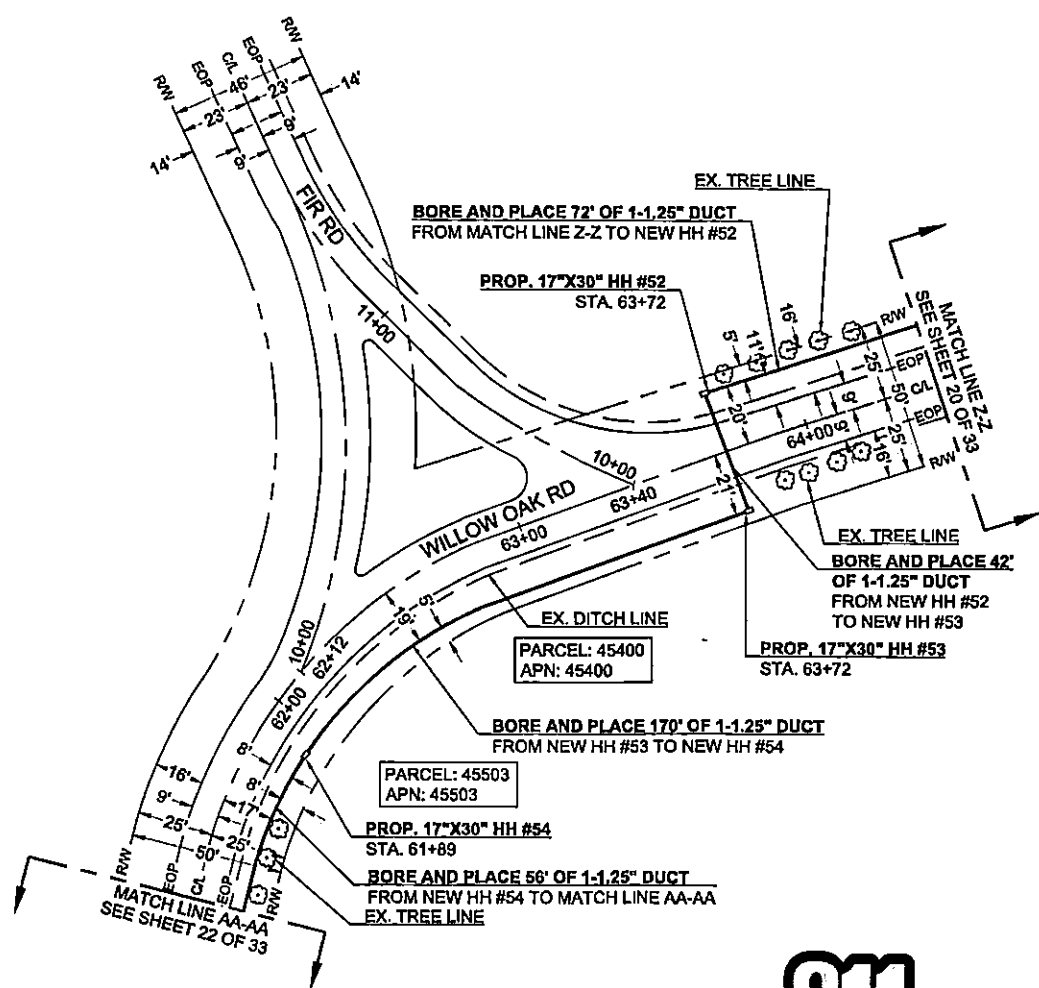 R/W
EOP
C/L
EOP
R/W
46'
23'
23'
14'
9'
9'
14'
FIR RD
11+00
EX. TREE LINE
BORE AND PLACE 72' OF 1-1.25" DUCT
FROM MATCH LINE Z-Z TO NEW HH #52
PROP. 17"X30" HH #52
STA. 63+72
5'
11'
16'
R/W
25'
EOP
50'
C/L
EOP
25'
16'
R/W
MATCH LINE Z-Z
SEE SHEET 20 OF 33
20'
9'
9'
64+00
21'
10+00
63+40
WILLOW OAK RD
63+00
EX. TREE LINE
BORE AND PLACE 42'
OF 1-1.25" DUCT
FROM NEW HH #52
TO NEW HH #53
EX. DITCH LINE
PARCEL: 45400
APN: 45400
PROP. 17"X30" HH #53
STA. 63+72
19'
5'
10+00
62+12
62+00
BORE AND PLACE 170' OF 1-1.25" DUCT
FROM NEW HH #53 TO NEW HH #54
8'
8'
PARCEL: 45503
APN: 45503
16'
9'
17'
25'
25'
50'
PROP. 17"X30" HH #54
STA. 61+89
BORE AND PLACE 56' OF 1-1.25" DUCT
FROM NEW HH #54 TO MATCH LINE AA-AA
EX. TREE LINE
R/W
EOP
C/L
EOP
R/W
MATCH LINE AA-AA
SEE SHEET 22 OF 33